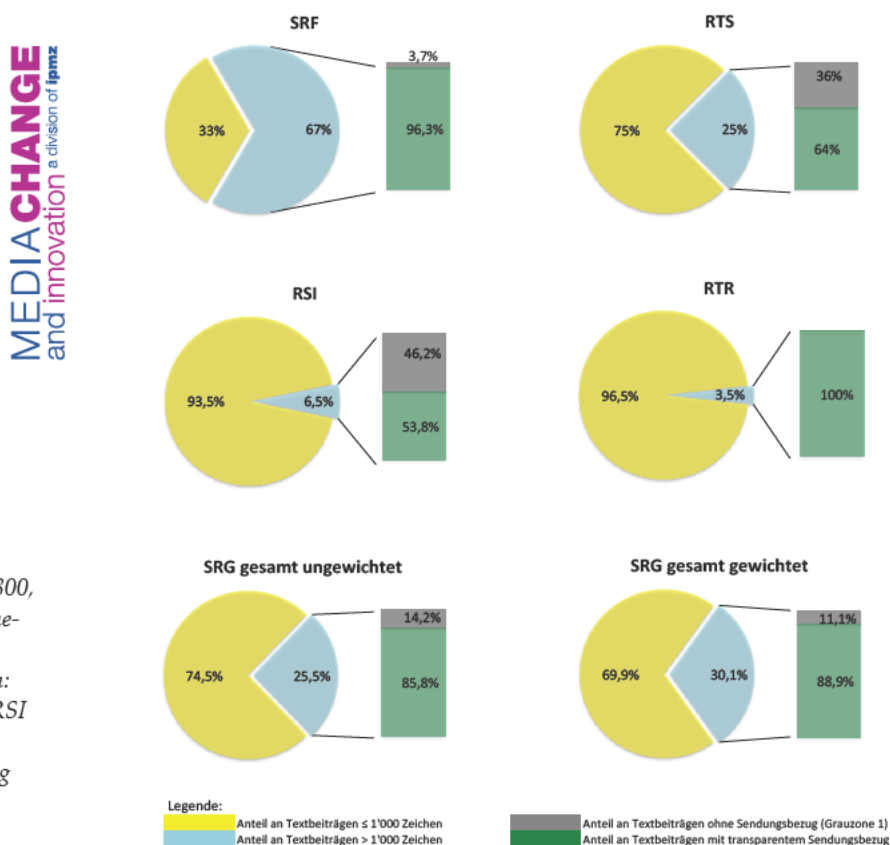 MEDIACHANGE
and innovation a division of ipmz
SRF
33%
67%
3,7%
96,3%
RTS
75%
25%
36%
64%
RSI
93,5%
6,5%
46,2%
53,8%
RTR
96,5%
3,5%
100%
SRG gesamt ungewichtet
74,5%
25,5%
14,2%
85,8%
SRG gesamt gewichtet
69,9%
30,1%
11,1%
88,9%
300,
ne-
:
RSI
g
Legende:
Anteil an Textbeiträgen ≤ 1'000 Zeichen
Anteil an Textbeiträgen > 1'000 Zeichen
Anteil an Textbeiträgen ohne Sendungsbezug (Grauzone 1)
Anteil an Textbeiträgen mit transparentem Sendungsbezug